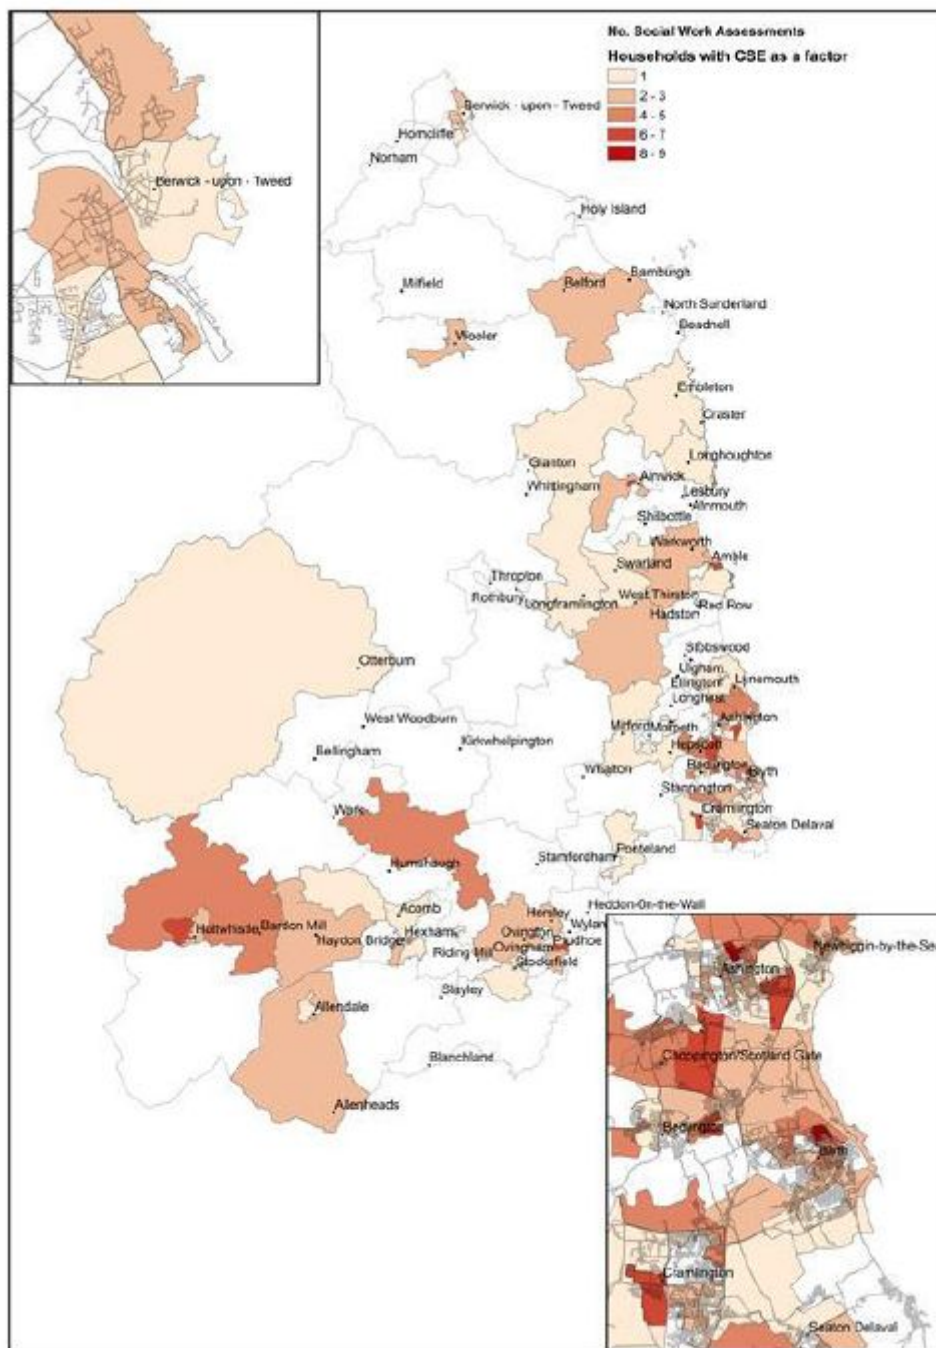 No. Social Work Assessments
Households with CSE as a factor
1
2 - 3
4 - 5
6 - 7
8 - 9
Berwick - upon - Tweed
Berwick - upon - Tweed
Horncliffe
Norham
Holy Island
Milfield
Belford
Bamburgh
North Sunderland
Beadnell
Wooler
Embleton
Craster
Longhoughton
Glanton
Whittingham
Alnwick
Lesbury
Alnmouth
Shilbottle
Warkworth
Amble
Swarland
Thropton
Rothbury
Longframlington
West Thirston
Red Row
Hadston
Otterburn
Ulgham
Ellington
Lynemouth
Longhirst
West Woodburn
Mitford
Morpeth
Ashington
Kirkwhelpington
Hepscott
Bellingham
Bedlington
Blyth
Whalton
Stannington
Wark
Cramlington
Seaton Delaval
Ponteland
Stamfordham
Humshaugh
Heddon-On-the-Wall
Acomb
Horsley
Wylam
Haltwhistle
Bardon Mill
Haydon Bridge
Hexham
Ovington
Prudhoe
Riding Mill
Ovingham
Stocksfield
Slayley
Allendale
Blanchland
Allenheads
Newbiggin-by-the-Se
Ashington
Choppington/Scotland Gate
Bedlington
Blyth
Cramlington
Seaton Delaval